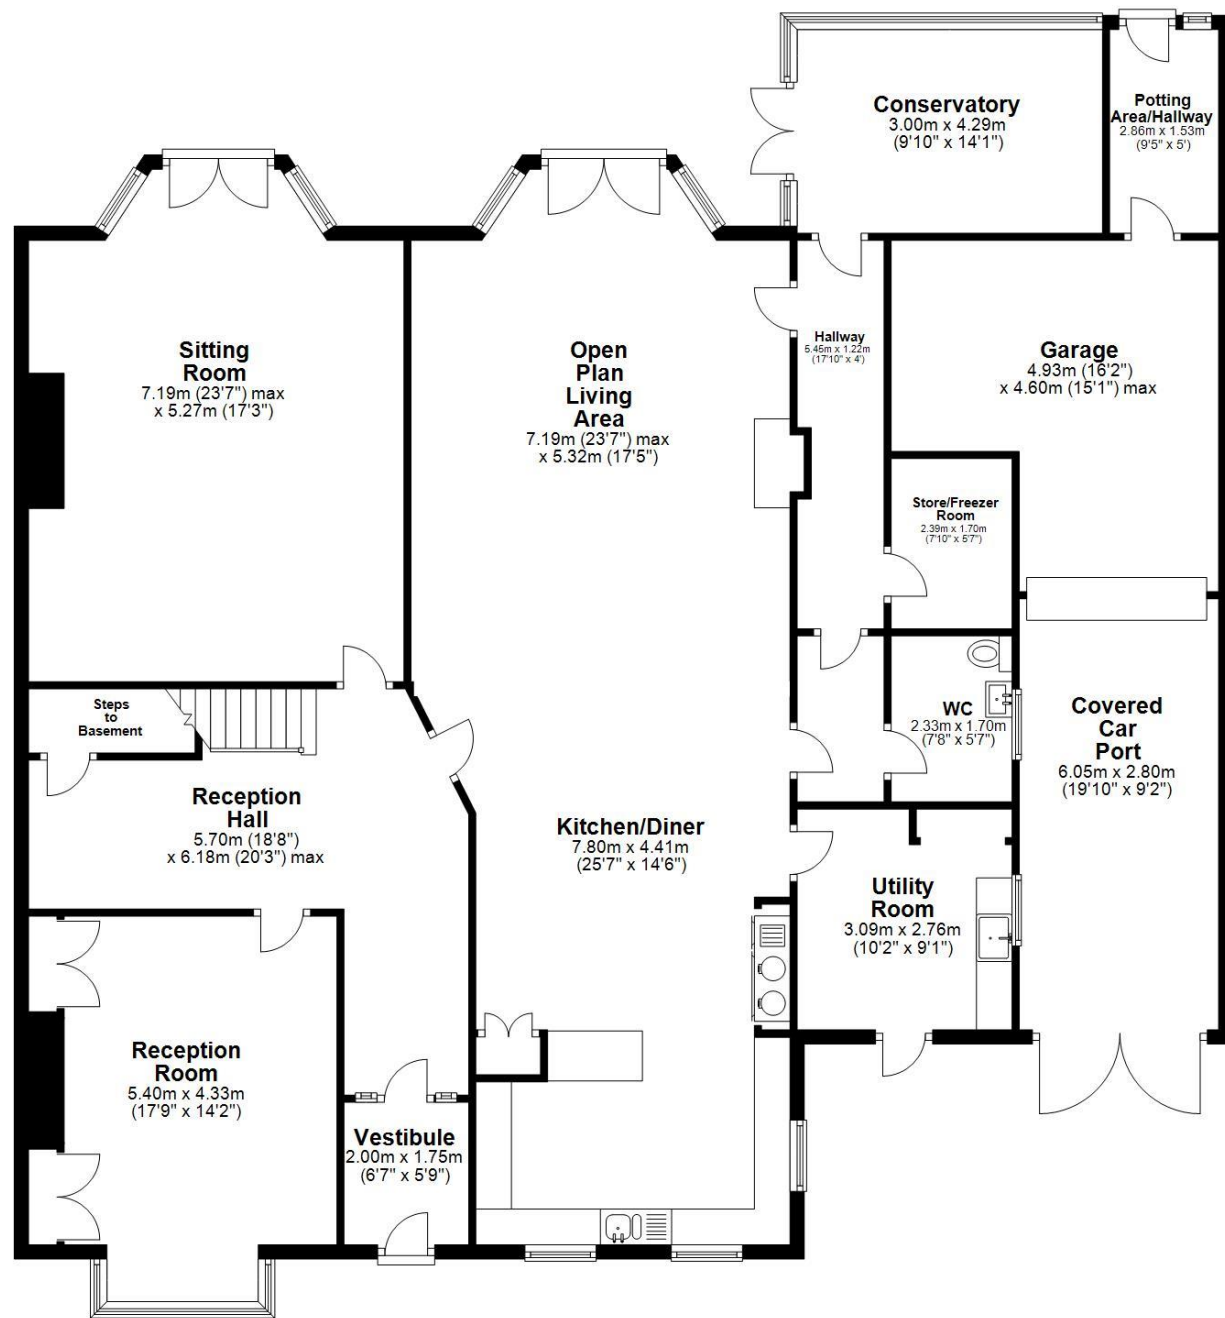 Conservatory
3.00m x 4.29m
(9'10" x 14'1")
Potting
Area/Hallway
2.86m x 1.53m
(9'5" x 5')
Sitting
Room
7.19m (23'7") max
x 5.27m (17'3")
Open
Plan
Living
Area
7.19m (23'7") max
x 5.32m (17'5")
Hallway
5.45m x 1.22m
(17'10" x 4')
Garage
4.93m (16'2")
x 4.60m (15'1") max
Store/Freezer
Room
2.39m x 1.70m
(7'10" x 5'7")
Steps
to
Basement
WC
2.33m x 1.70m
(7'8" x 5'7")
Covered
Car
Port
6.05m x 2.80m
(19'10" x 9'2")
Reception
Hall
5.70m (18'8")
x 6.18m (20'3") max
Kitchen/Diner
7.80m x 4.41m
(25'7" x 14'6")
Utility
Room
3.09m x 2.76m
(10'2" x 9'1")
Reception
Room
5.40m x 4.33m
(17'9" x 14'2")
Vestibule
2.00m x 1.75m
(6'7" x 5'9")